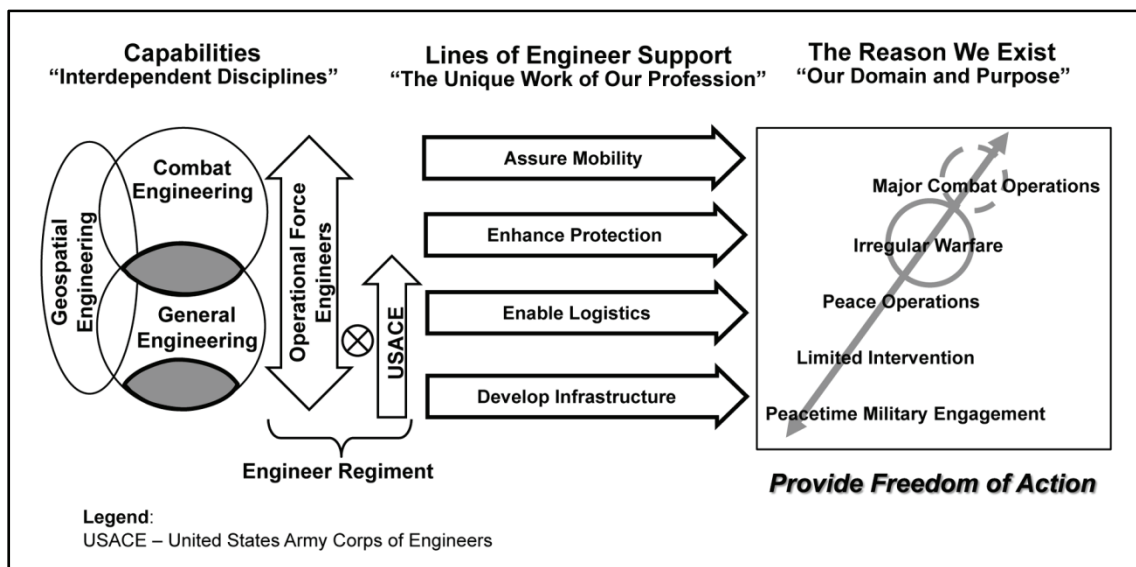 Capabilities
“Interdependent Disciplines”
Lines of Engineer Support
“The Unique Work of Our Profession”
The Reason We Exist
“Our Domain and Purpose”
Geospatial
Engineering
Combat
Engineering
General
Engineering
Operational Force
Engineers
USACE
Engineer Regiment
Assure Mobility
Enhance Protection
Enable Logistics
Develop Infrastructure
Major Combat Operations
Irregular Warfare
Peace Operations
Limited Intervention
Peacetime Military Engagement
Provide Freedom of Action
Legend:
USACE – United States Army Corps of Engineers